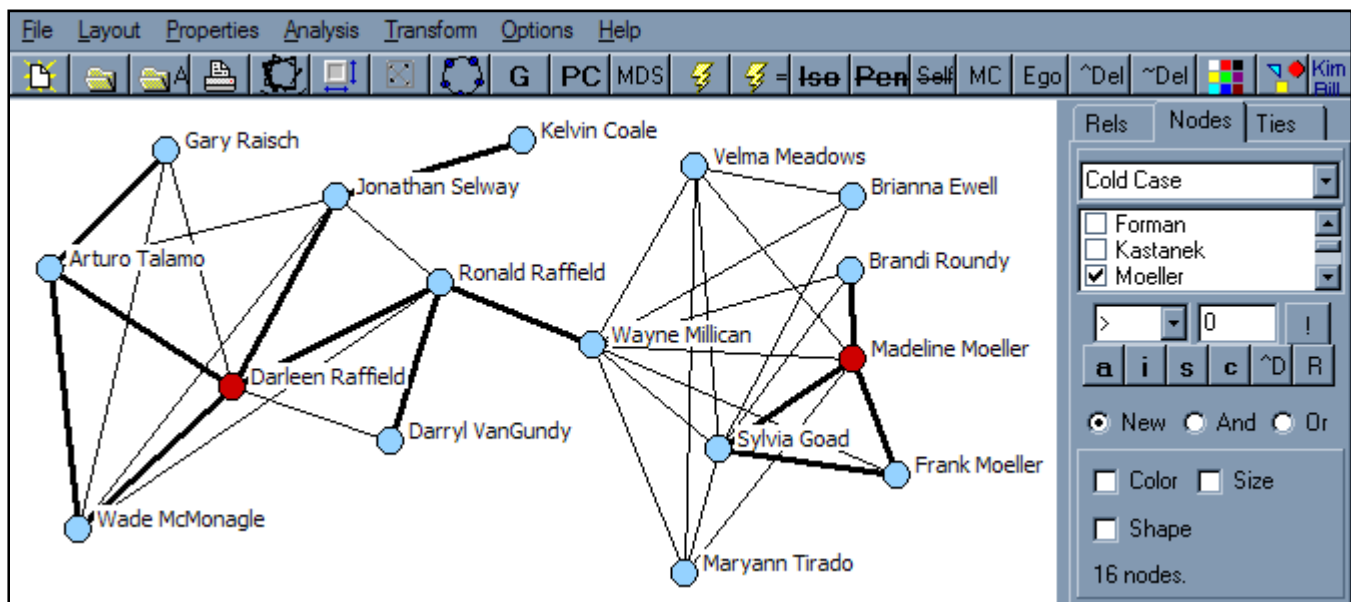 File Layout Properties Analysis Transform Options Help
A G PC MDS = Iso Pen Self MC Ego ^Del ~Del Kim
Bill
Rels Nodes Ties
Cold Case
Forman
Kastanek
Moeller
> 0 !
a i s c ^D R
New And Or
Color Size
Shape
16 nodes.
Kelvin Coale
Gary Raisch
Velma Meadows
Jonathan Selway
Brianna Ewell
Arturo Talamo
Brandi Roundy
Ronald Raffield
Wayne Millican
Madeline Moeller
Darleen Raffield
Darryl VanGundy
Sylvia Goad
Frank Moeller
Wade McMonagle
Maryann Tirado